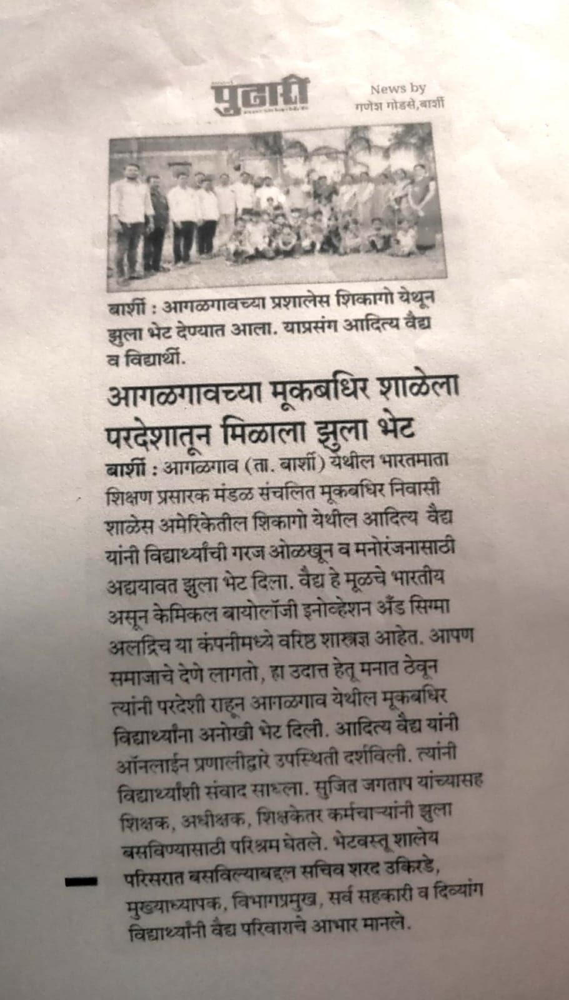 पुढारी
News by
गणेश गोडसे,बार्शी
बार्शी : आगळगावच्या प्रशालेस शिकागो येथून
झुला भेट देण्यात आला. याप्रसंग आदित्य वैद्य
व विद्यार्थी.
आगळगावच्या मूकबधिर शाळेला
परदेशातून मिळाला झुला भेट
बार्शी : आगळगाव (ता. बार्शी) येथील भारतमाता
शिक्षण प्रसारक मंडळ संचलित मूकबधिर निवासी
शाळेस अमेरिकेतील शिकागो येथील आदित्य वैद्य
यांनी विद्यार्थ्यांची गरज ओळखून व मनोरंजनासाठी
अद्ययावत झुला भेट दिला. वैद्य हे मूळचे भारतीय
असून केमिकल बायोलॉजी इनोव्हेशन अँड सिग्मा
अलद्रिच या कंपनीमध्ये वरिष्ठ शास्त्रज्ञ आहेत. आपण
समाजाचे देणे लागतो, हा उदात्त हेतू मनात ठेवून
त्यांनी परदेशी राहून आगळगाव येथील मूकबधिर
विद्यार्थ्यांना अनोखी भेट दिली. आदित्य वैद्य यांनी
ऑनलाईन प्रणालीद्वारे उपस्थिती दर्शविली. त्यांनी
विद्यार्थ्यांशी संवाद साधला. सुजित जगताप यांच्यासह
शिक्षक, अधीक्षक, शिक्षकेतर कर्मचाऱ्यांनी झुला
बसविण्यासाठी परिश्रम घेतले. भेटवस्तू शालेय
परिसरात बसविल्याबद्दल सचिव शरद उकिरडे,
मुख्याध्यापक, विभागप्रमुख, सर्व सहकारी व दिव्यांग
विद्यार्थ्यांनी वैद्य परिवाराचे आभार मानले.